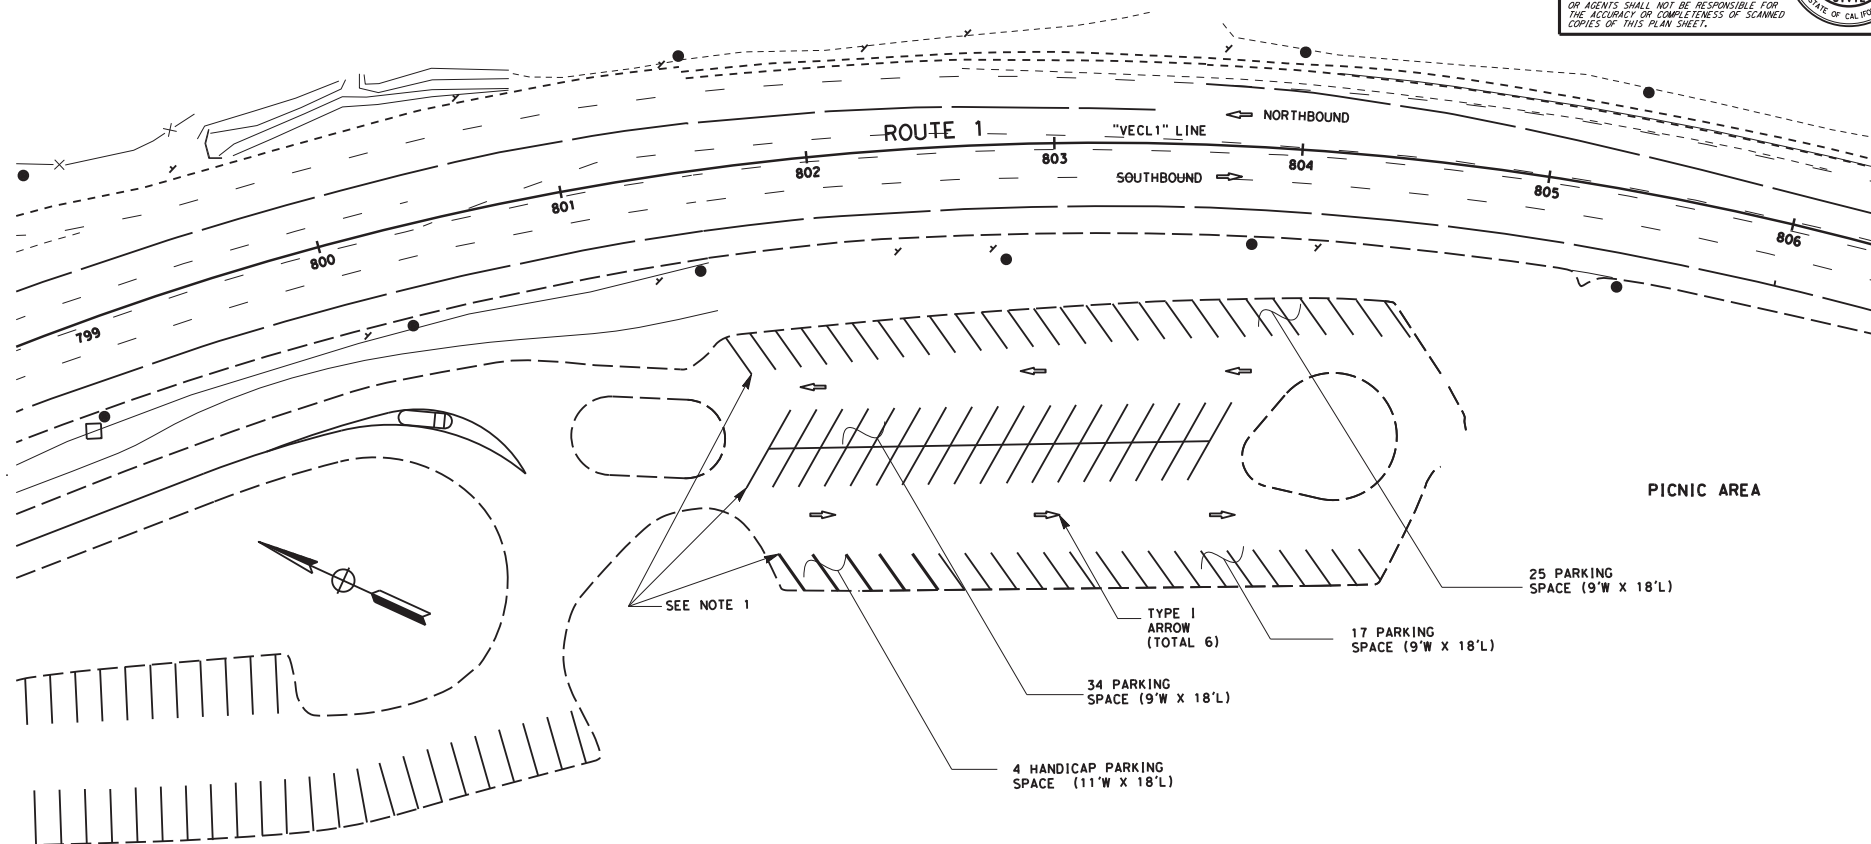 OR AGENTS SHALL NOT BE RESPONSIBLE FOR
THE ACCURACY OR COMPLETENESS OF SCANNED
COPIES OF THIS PLAN SHEET.
STATE OF CALIFO
NORTHBOUND
ROUTE 1
"VECL1" LINE
SOUTHBOUND
799
800
801
802
803
804
805
806
PICNIC AREA
SEE NOTE 1
25 PARKING
SPACE (9'W X 18'L)
TYPE I
ARROW
(TOTAL 6)
17 PARKING
SPACE (9'W X 18'L)
34 PARKING
SPACE (9'W X 18'L)
4 HANDICAP PARKING
SPACE (11'W X 18'L)